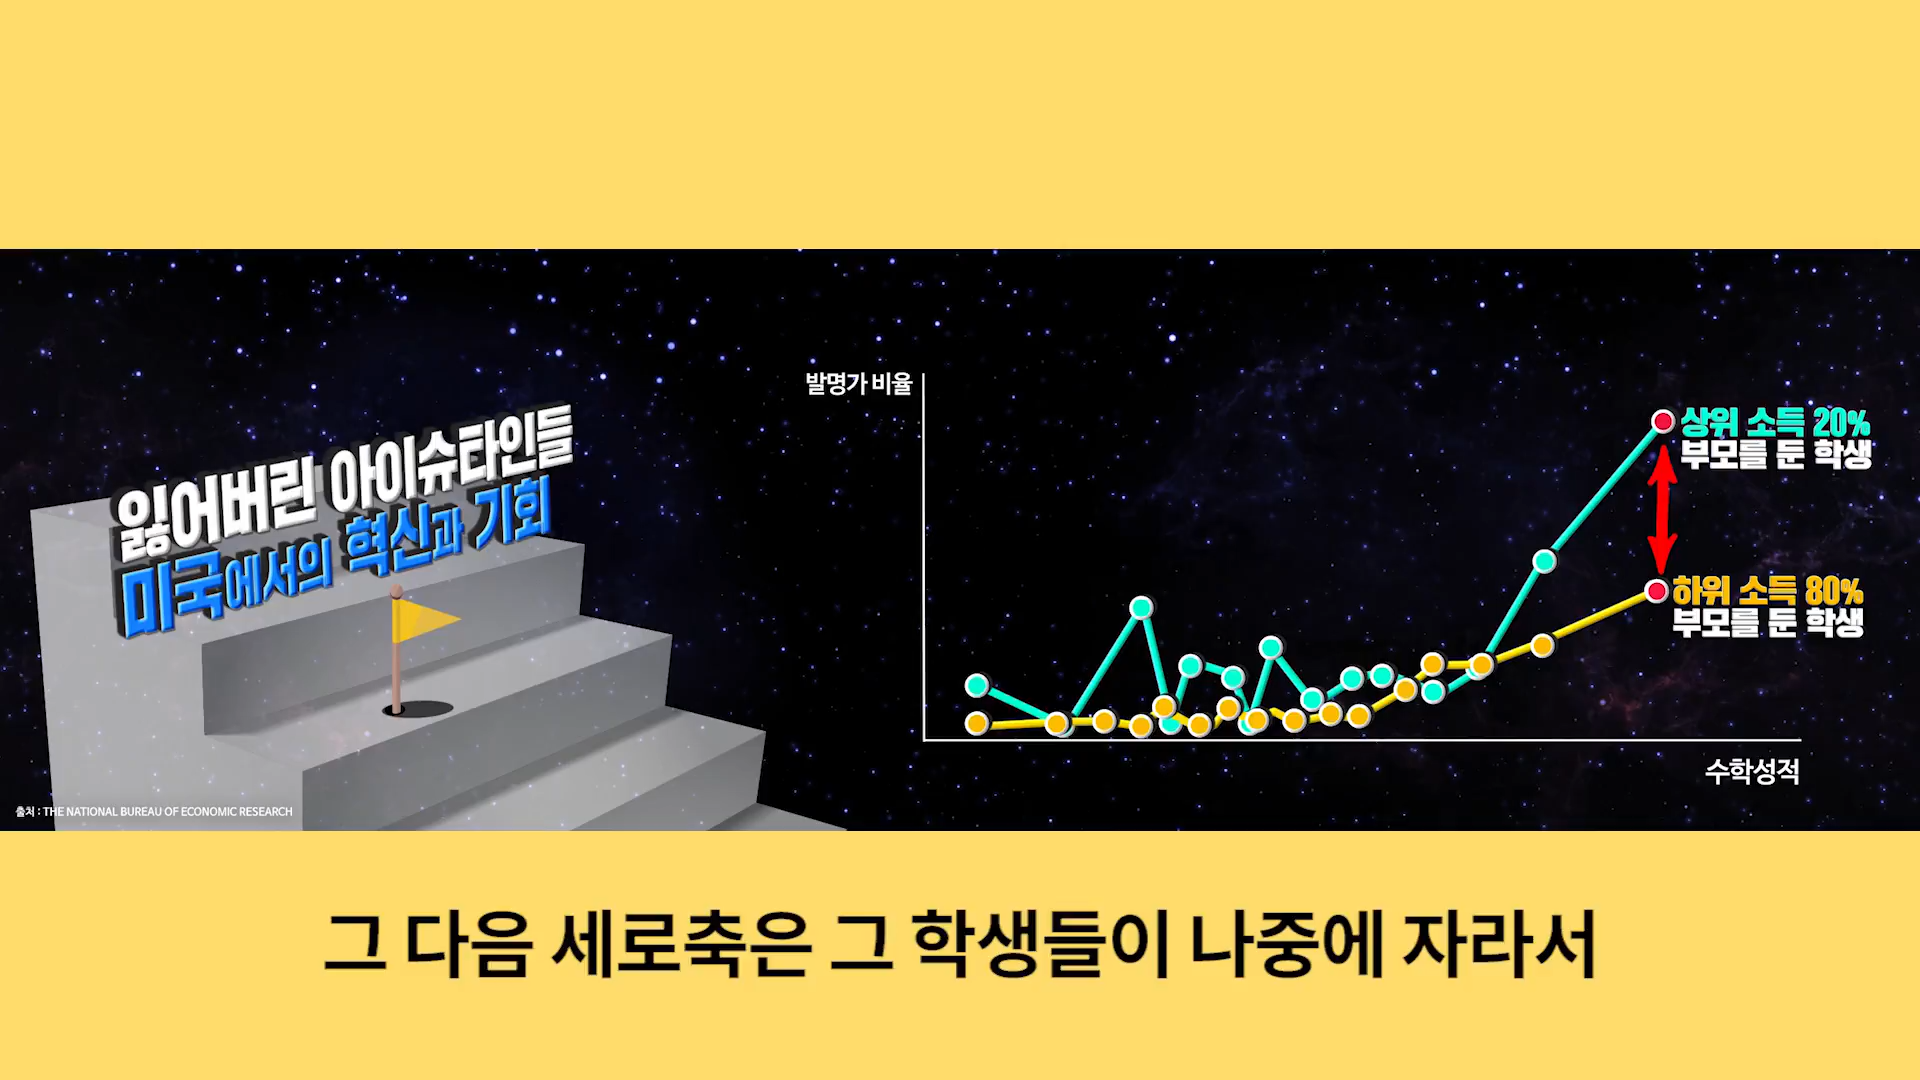 잃어버린 아이슈타인들
미국에서의 혁신과 기회
출처 : THE NATIONAL BUREAU OF ECONOMIC RESEARCH
발명가 비율
상위 소득 20%
부모를 둔 학생
하위 소득 80%
부모를 둔 학생
수학성적
그 다음 세로축은 그 학생들이 나중에 자라서